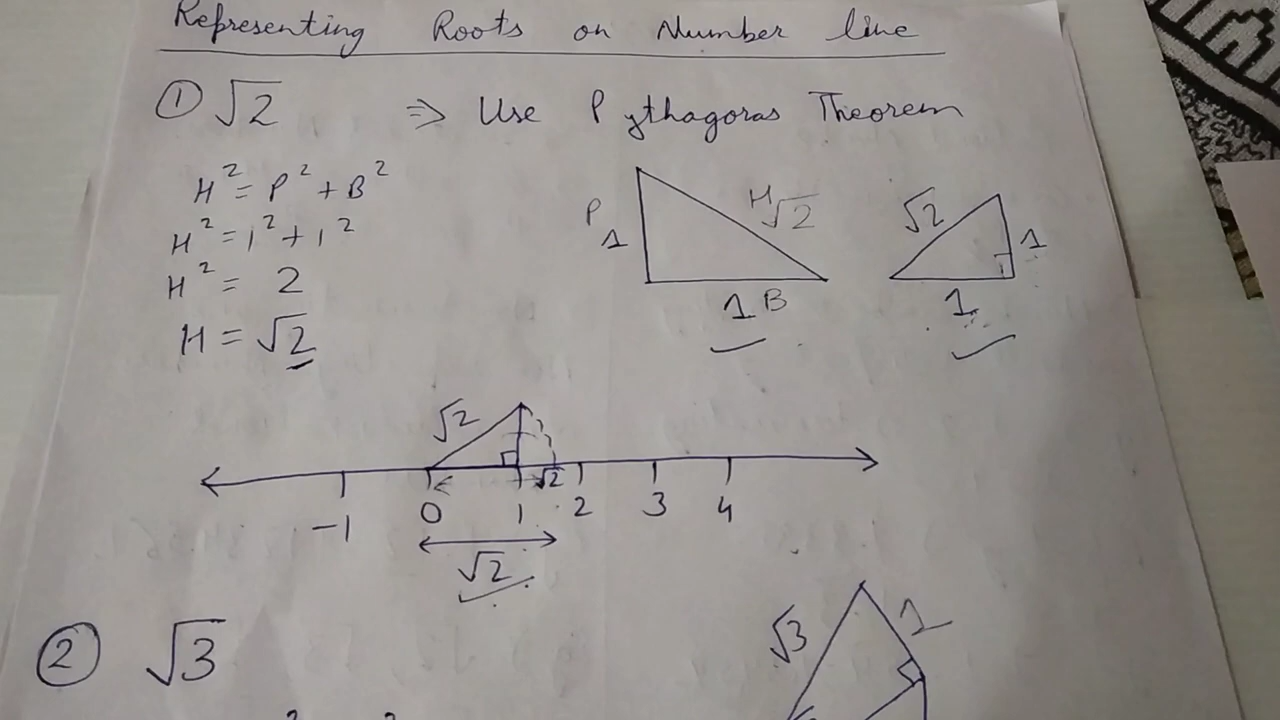 Representing Roots on Number line
① √2 ⇒ Use Pythagoras Theorem
H² = P² + B²
H² = 1² + 1²
H² = 2
H = √2
P
1
H √2
1 B
√2
1
1
√2
√2
-1 0 1 2 3 4
√2
② √3
√3
1
2 2